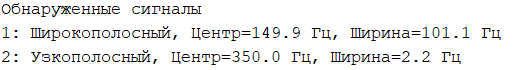 Обнаруженные сигналы
1: Широкополосный, Центр=149.9 Гц, Ширина=101.1 Гц
2: Узкополосный, Центр=350.0 Гц, Ширина=2.2 Гц